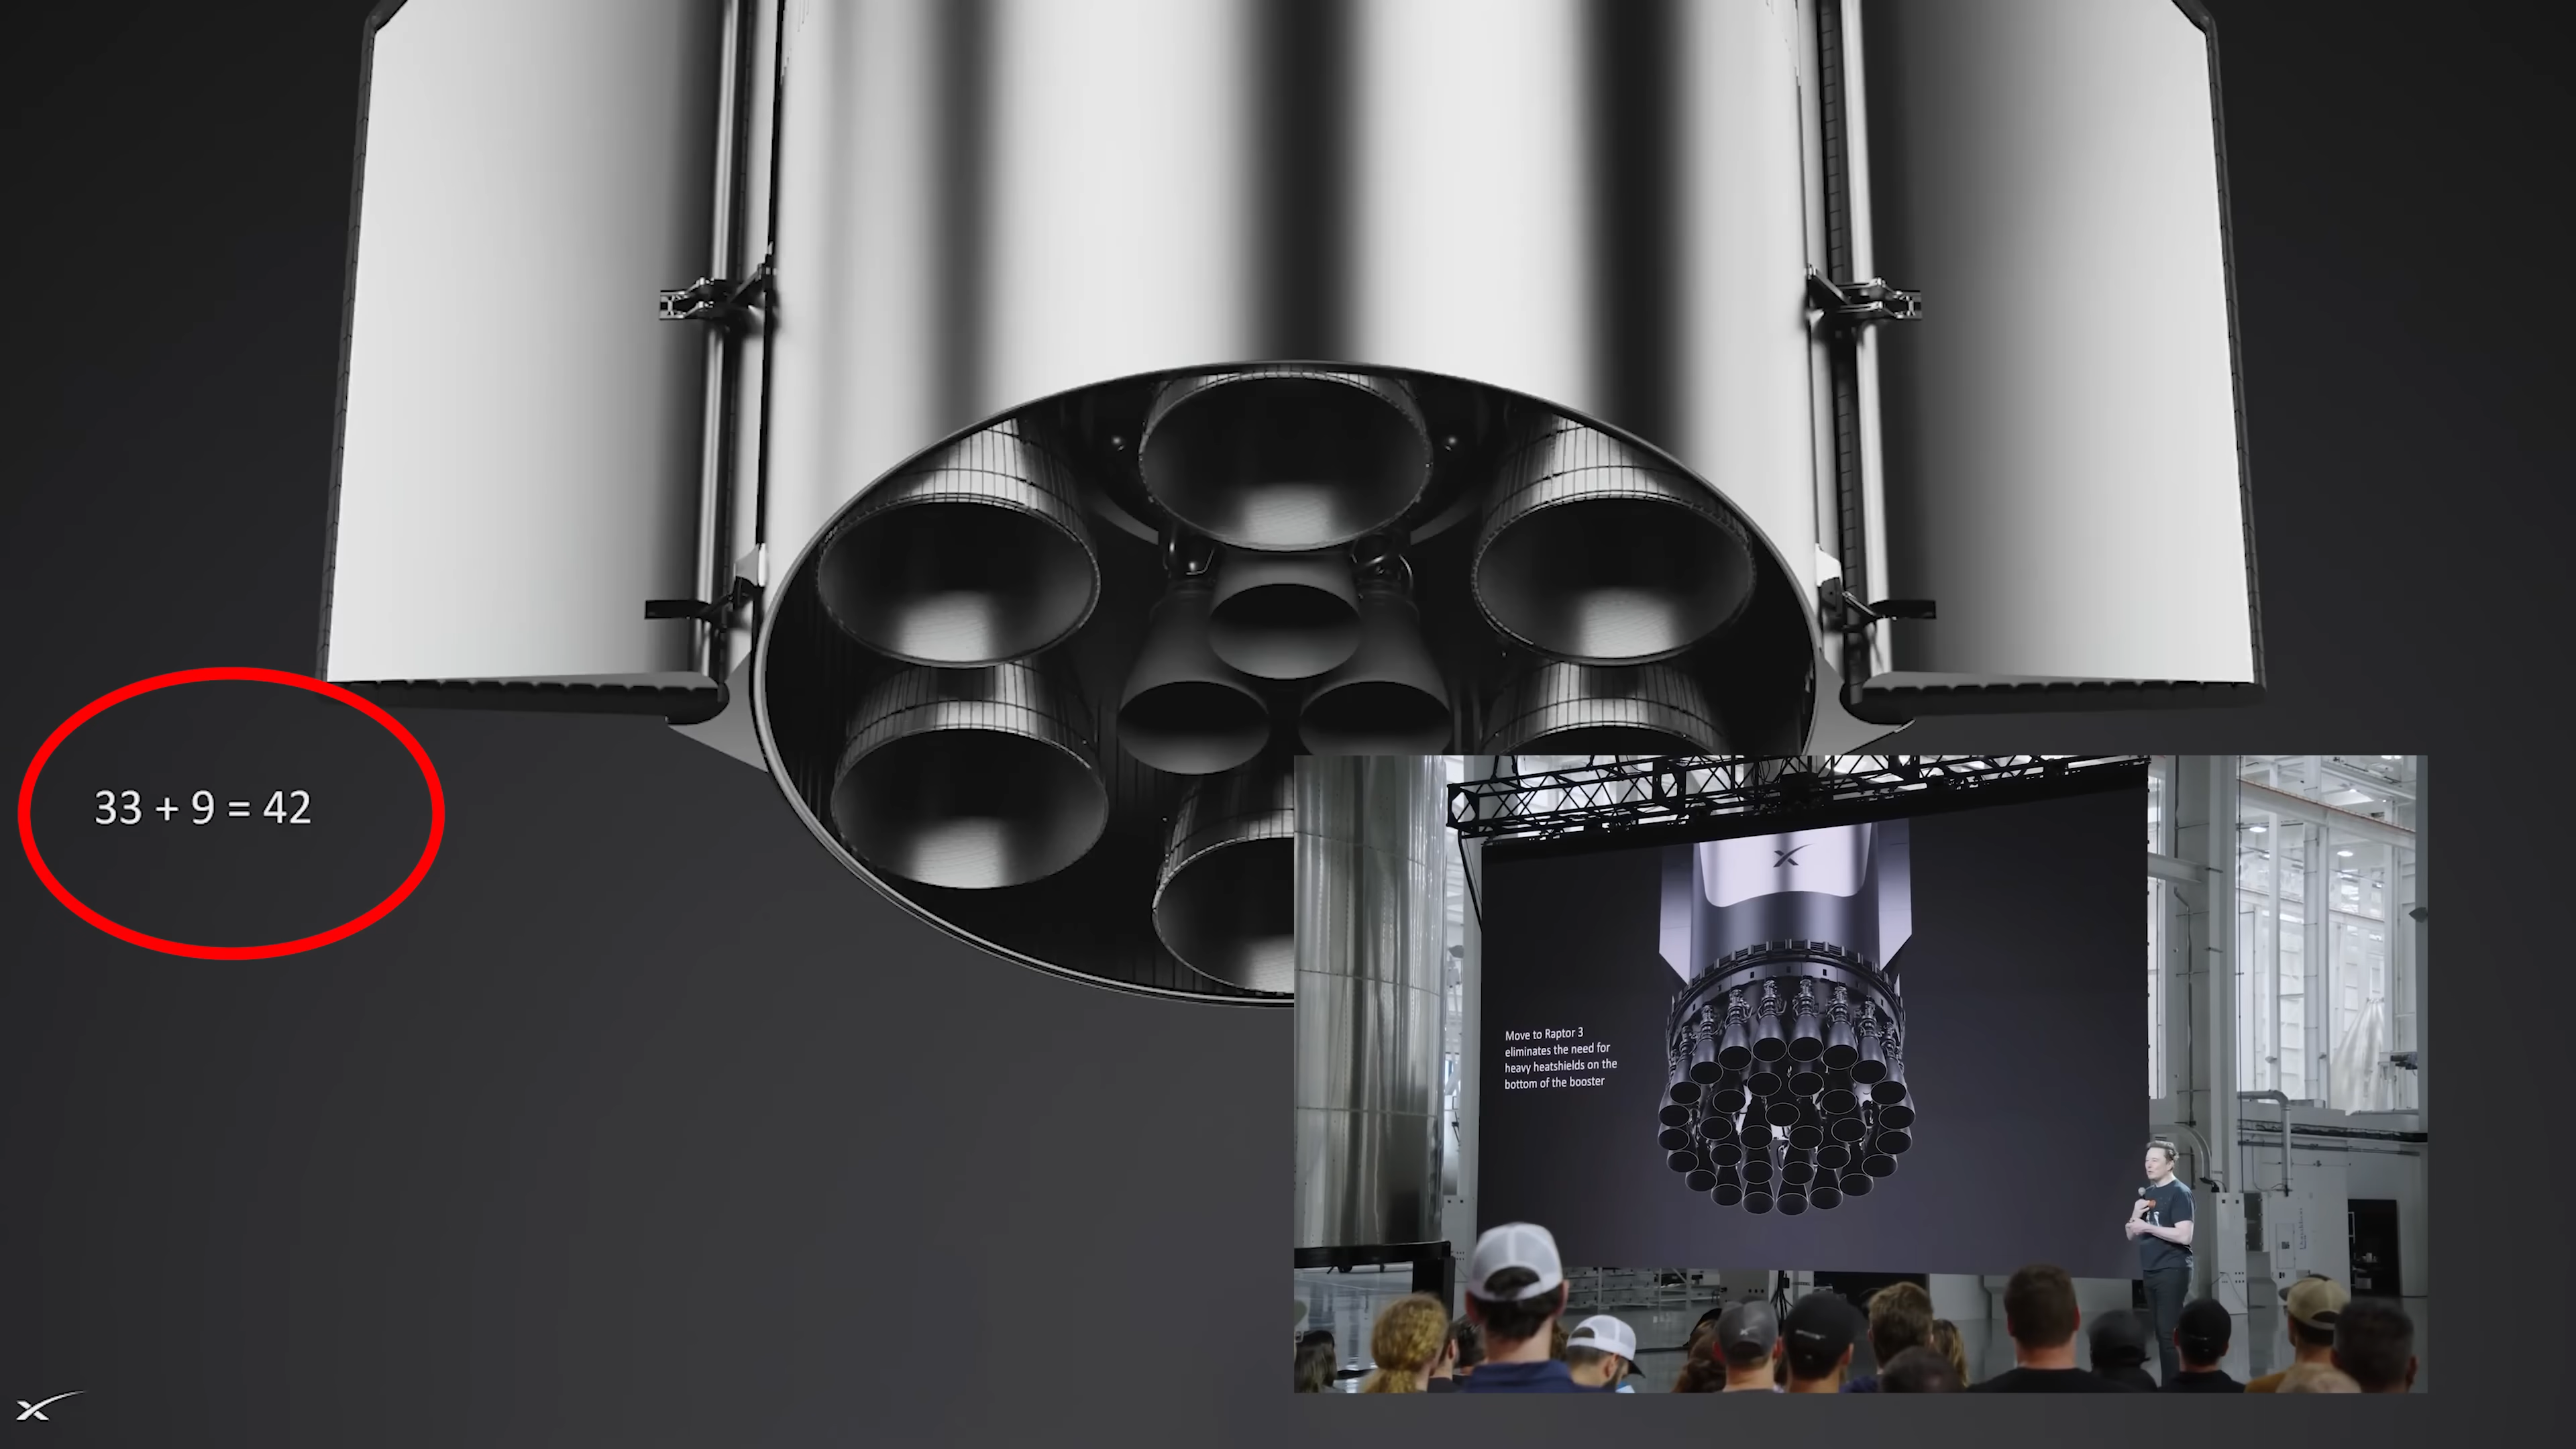 33 + 9 = 42
Move to Raptor 3
eliminates the need for
heavy heatshields on the
bottom of the booster